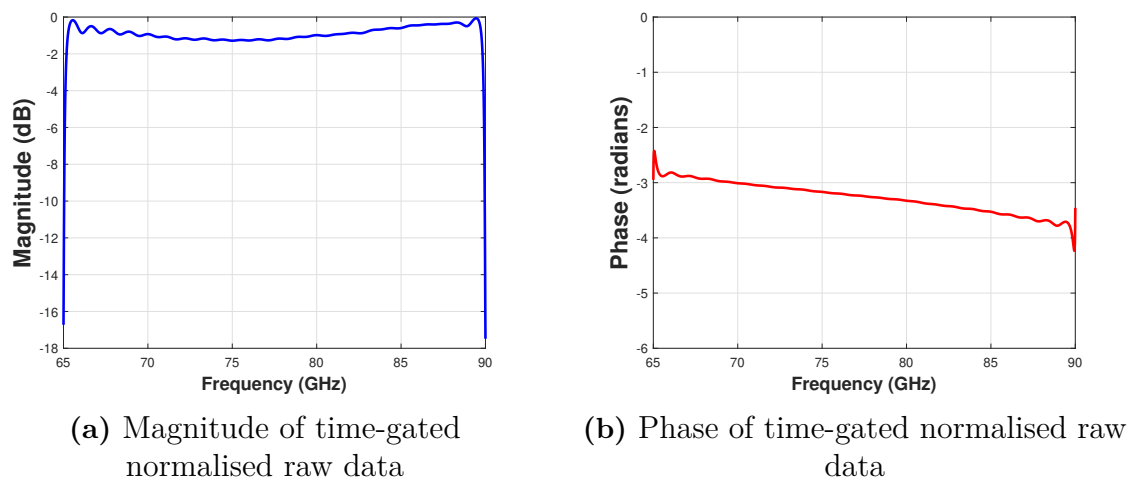 0
-2
-4
-6
-8
-10
-12
-14
-16
-18
Magnitude (dB)
65 70 75 80 85 90
Frequency (GHz)
(a) Magnitude of time-gated
normalised raw data
0
-1
-2
-3
-4
-5
-6
Phase (radians)
65 70 75 80 85 90
Frequency (GHz)
(b) Phase of time-gated normalised raw
data